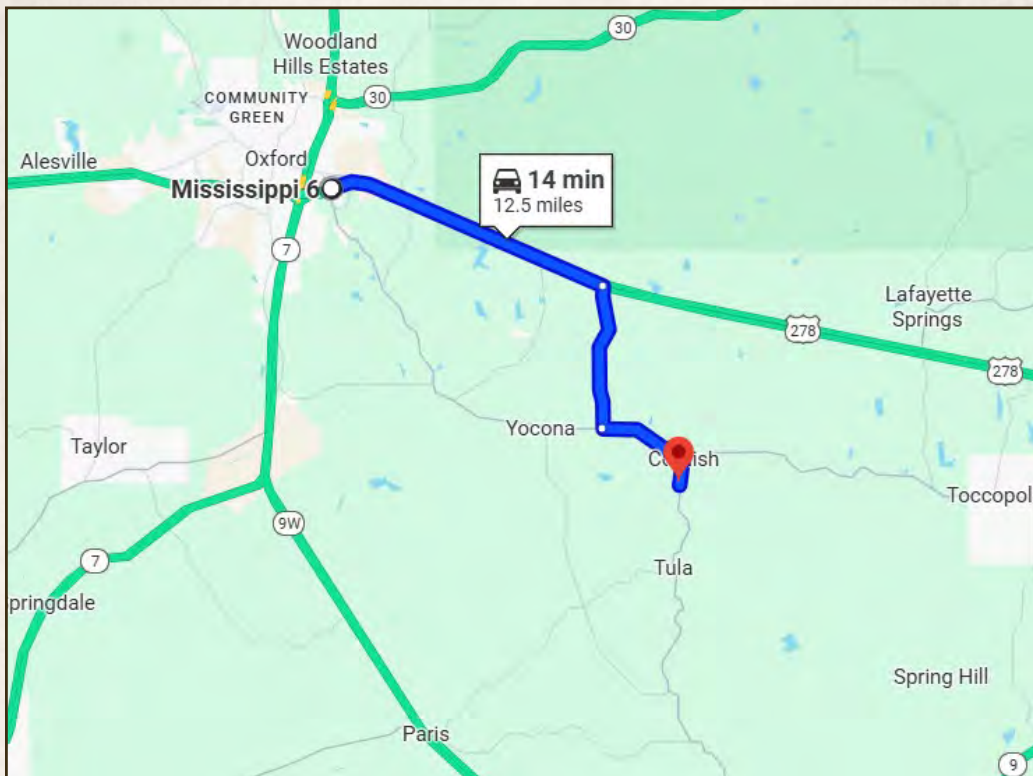 30
Woodland
Hills Estates
COMMUNITY
GREEN
30
Alesville
Oxford
Mississippi 6
14 min
12.5 miles
7
Lafayette
Springs
278
278
Yocona
Taylor
Toccopol
9W
7
Tula
pringdale
Spring Hill
Paris
9